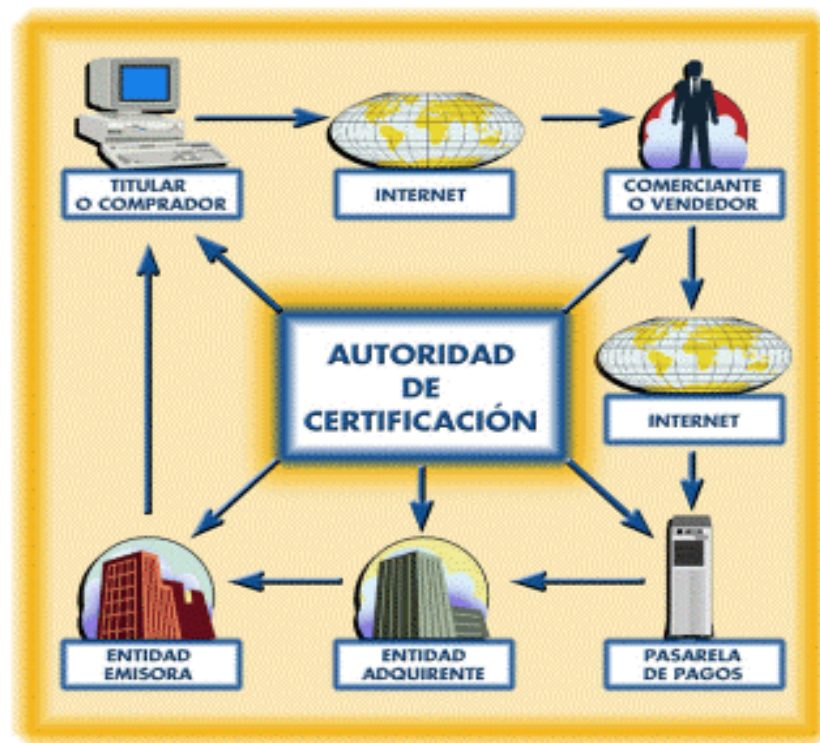 TITULAR
O COMPRADOR
INTERNET
COMERCIANTE
O VENDEDOR
AUTORIDAD
DE
CERTIFICACIÓN
INTERNET
ENTIDAD
EMISORA
ENTIDAD
ADQUIRENTE
PASARELA
DE PAGOS